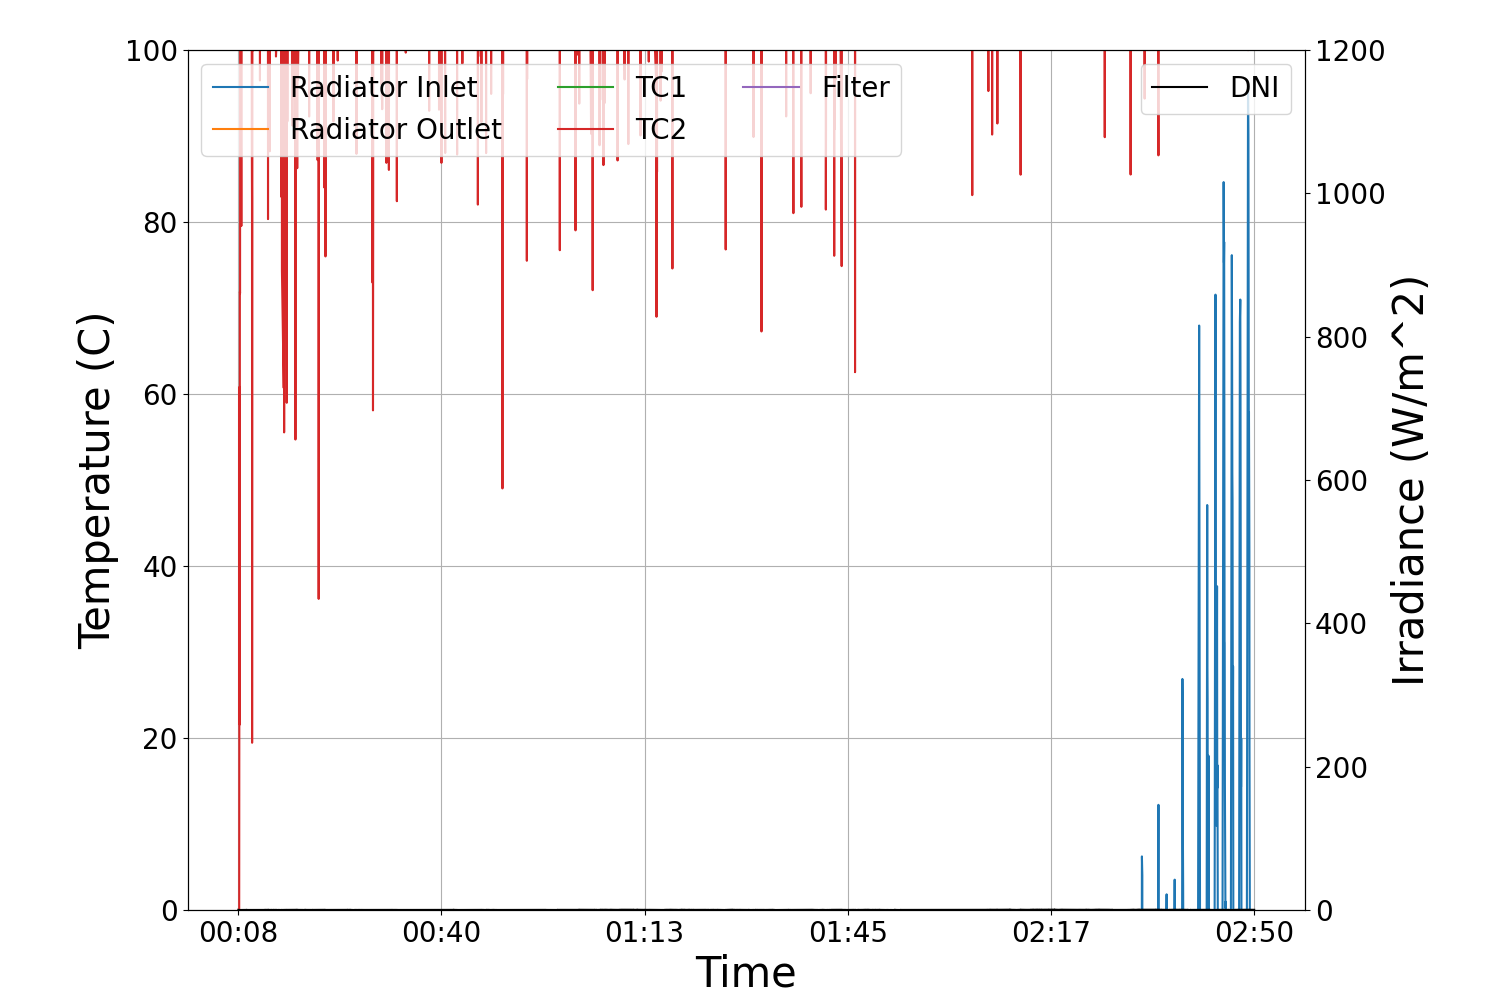 100
80
60
40
20
0
Temperature (C)
Radiator Inlet
Radiator Outlet
TC1
TC2
Filter
DNI
1200
1000
800
600
400
200
0
Irradiance (W/m^2)
00:08 00:40 01:13 01:45 02:17 02:50
Time